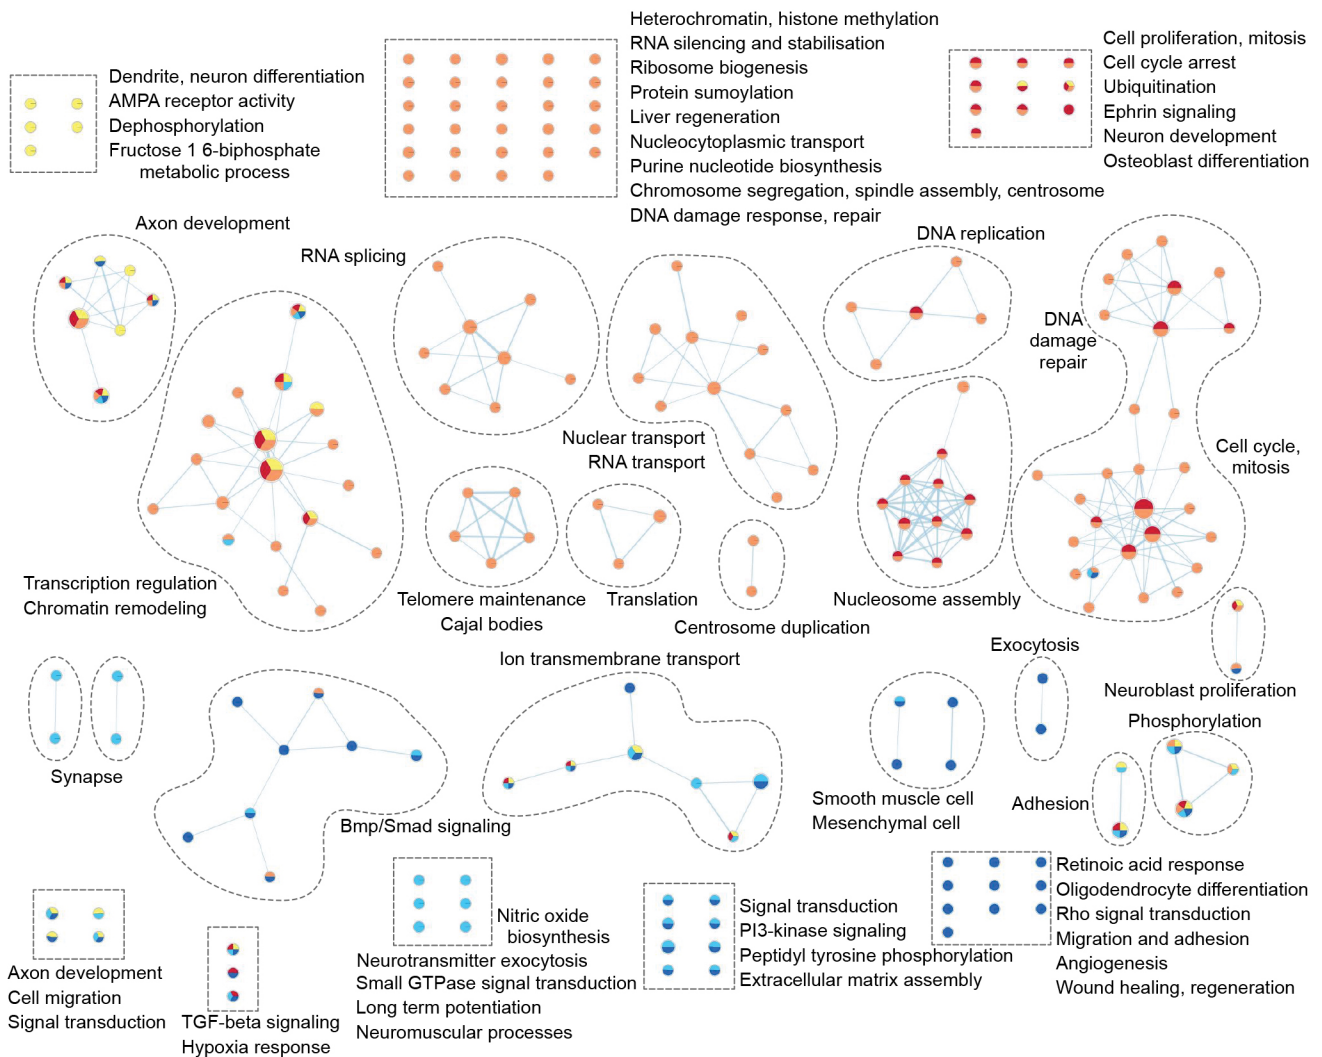 Heterochromatin, histone methylation
RNA silencing and stabilisation
Ribosome biogenesis
Protein sumoylation
Liver regeneration
Nucleocytoplasmic transport
Purine nucleotide biosynthesis
Chromosome segregation, spindle assembly, centrosome
DNA damage response, repair
Cell proliferation, mitosis
Cell cycle arrest
Ubiquitination
Ephrin signaling
Neuron development
Osteoblast differentiation
Dendrite, neuron differentiation
AMPA receptor activity
Dephosphorylation
Fructose 1 6-biphosphate
metabolic process
Axon development
RNA splicing
DNA replication
DNA
damage
repair
Nuclear transport
RNA transport
Cell cycle,
mitosis
Transcription regulation
Chromatin remodeling
Telomere maintenance
Cajal bodies
Translation
Centrosome duplication
Nucleosome assembly
Exocytosis
Neuroblast proliferation
Ion transmembrane transport
Synapse
Bmp/Smad signaling
Smooth muscle cell
Mesenchymal cell
Adhesion
Phosphorylation
Axon development
Cell migration
Signal transduction
TGF-beta signaling
Hypoxia response
Nitric oxide
biosynthesis
Neurotransmitter exocytosis
Small GTPase signal transduction
Long term potentiation
Neuromuscular processes
Signal transduction
PI3-kinase signaling
Peptidyl tyrosine phosphorylation
Extracellular matrix assembly
Retinoic acid response
Oligodendrocyte differentiation
Rho signal transduction
Migration and adhesion
Angiogenesis
Wound healing, regeneration